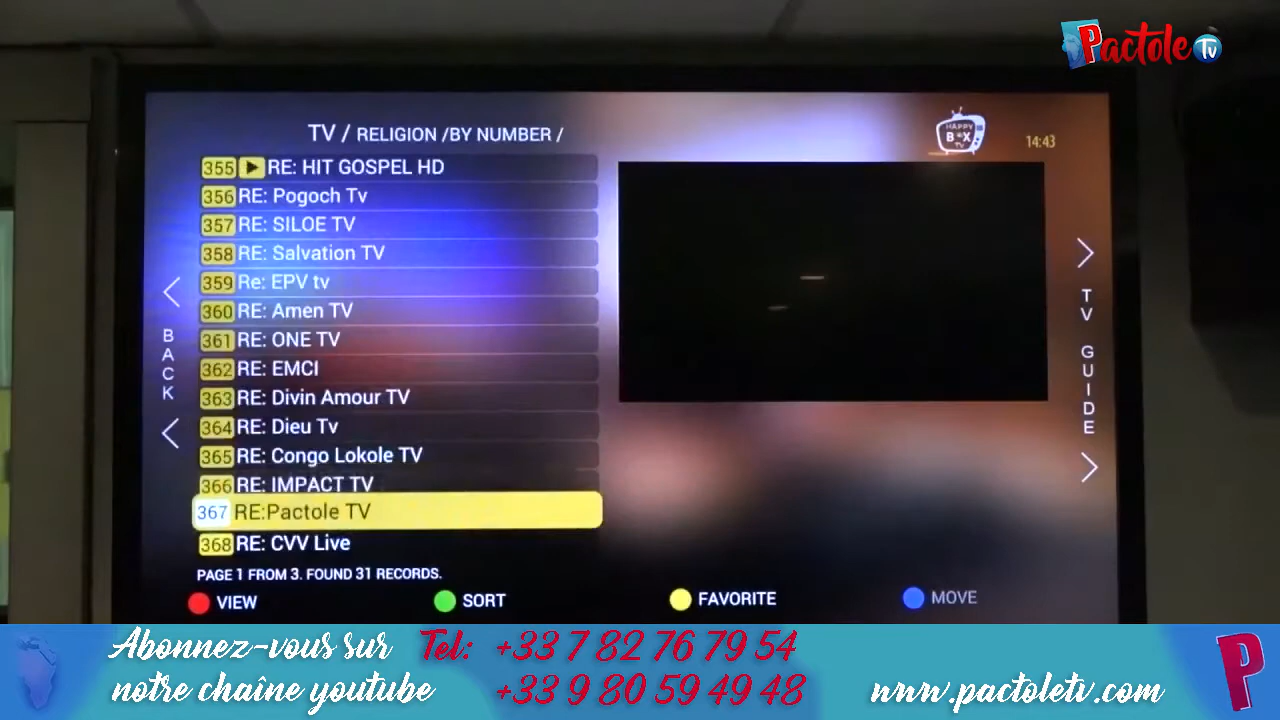 Pactole Tv
TV / RELIGION /BY NUMBER /
HAPPY
BOX
TV
14:43
355 RE: HIT GOSPEL HD
356 RE: Pogoch Tv
357 RE: SILOE TV
358 RE: Salvation TV
359 Re: EPV tv
360 RE: Amen TV
361 RE: ONE TV
362 RE: EMCI
363 RE: Divin Amour TV
364 RE: Dieu Tv
365 RE: Congo Lokole TV
366 RE: IMPACT TV
367 RE:Pactole TV
368 RE: CVV Live
BACK
TV GUIDE
PAGE 1 FROM 3. FOUND 31 RECORDS.
VIEW SORT FAVORITE MOVE
Abonnez-vous sur Tel: +33 7 82 76 79 54
notre chaîne youtube +33 9 80 59 49 48 www.pactoletv.com
P